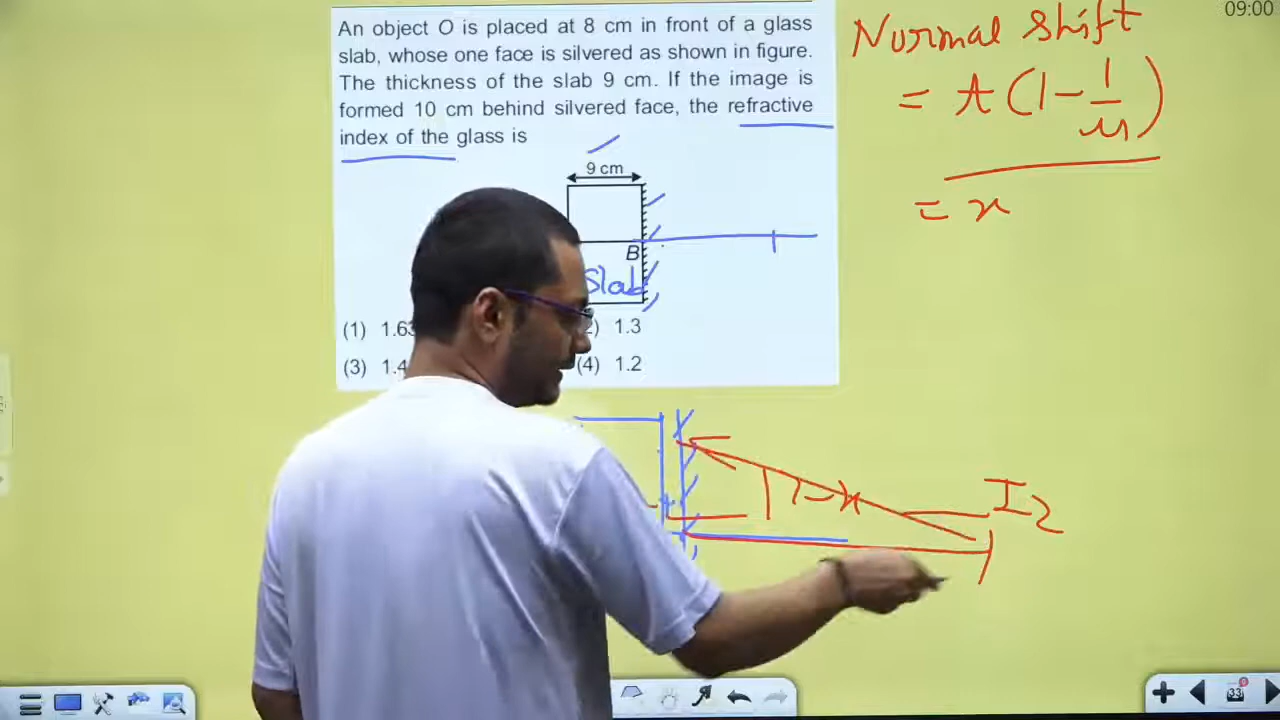 09:00
An object O is placed at 8 cm in front of a glass
slab, whose one face is silvered as shown in figure.
The thickness of the slab 9 cm. If the image is
formed 10 cm behind silvered face, the refractive
index of the glass is
9 cm
B
Slab
(1) 1.63
2) 1.3
(3) 1.4
(4) 1.2
Normal shift
= t(1-1/μ)
= x
17-x
I2
33